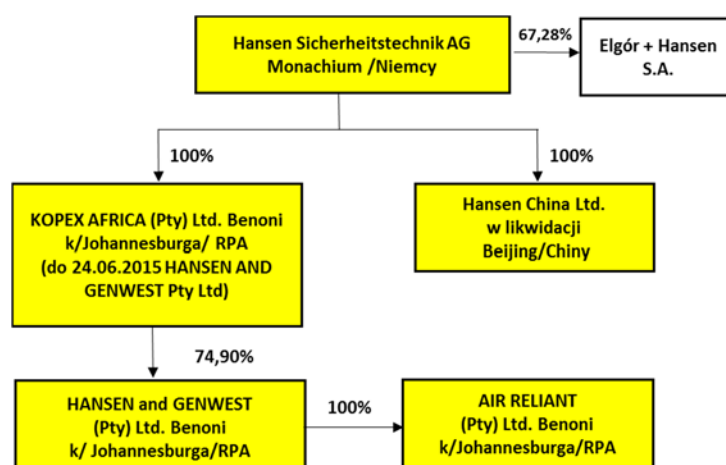 Hansen Sicherheitstechnik AG
Monachium /Niemcy
67,28%
Elgór + Hansen
S.A.
100%
100%
KOPEX AFRICA (Pty) Ltd. Benoni
k/Johannesburga/ RPA
(do 24.06.2015 HANSEN AND
GENWEST Pty Ltd)
Hansen China Ltd.
w likwidacji
Beijing/Chiny
74,90%
HANSEN and GENWEST
(Pty) Ltd. Benoni
k/ Johannesburga/RPA
100%
AIR RELIANT
(Pty) Ltd. Benoni
k/Johannesburga/RPA